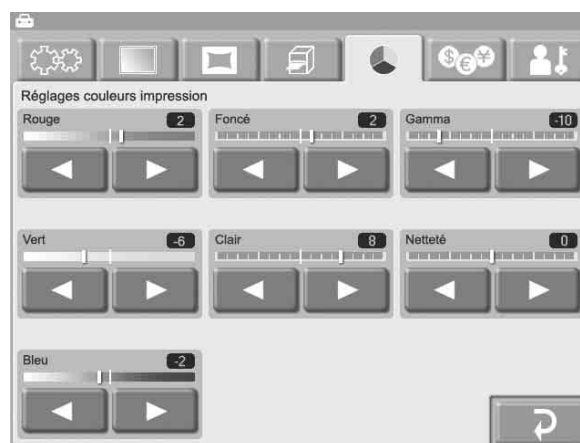 $ € ¥
Réglages couleurs impression
Rouge 2
Foncé 2
Gamma -10
Vert -6
Clair 8
Netteté 0
Bleu -2